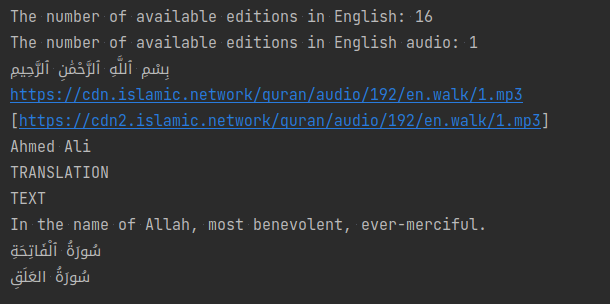 The number of available editions in English: 16
The number of available editions in English audio: 1
بِسْمِ ٱللَّهِ ٱلرَّحْمَٰنِ ٱلرَّحِيمِ
https://cdn.islamic.network/quran/audio/192/en.walk/1.mp3
[https://cdn2.islamic.network/quran/audio/192/en.walk/1.mp3]
Ahmed Ali
TRANSLATION
TEXT
In the name of Allah, most benevolent, ever-merciful.
سُورَةُ ٱلْفَاتِحَةِ
سُورَةُ العَلَقِ